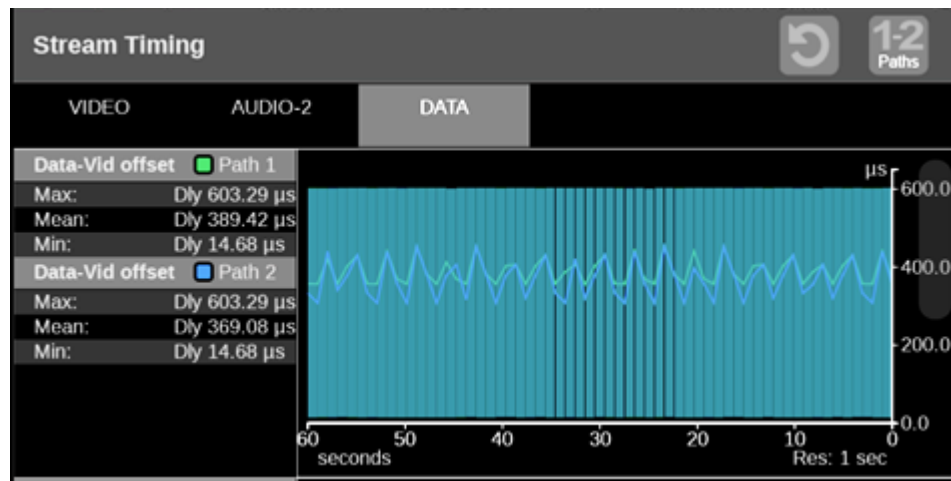 Stream Timing
1-2
Paths
VIDEO AUDIO-2 DATA
Data-Vid offset Path 1
Max: Dly 603.29 µs
Mean: Dly 389.42 µs
Min: Dly 14.68 µs
Data-Vid offset Path 2
Max: Dly 603.29 µs
Mean: Dly 369.08 µs
Min: Dly 14.68 µs
µs
600.0
400.0
200.0
0.0
60 50 40 30 20 10 0
seconds Res: 1 sec